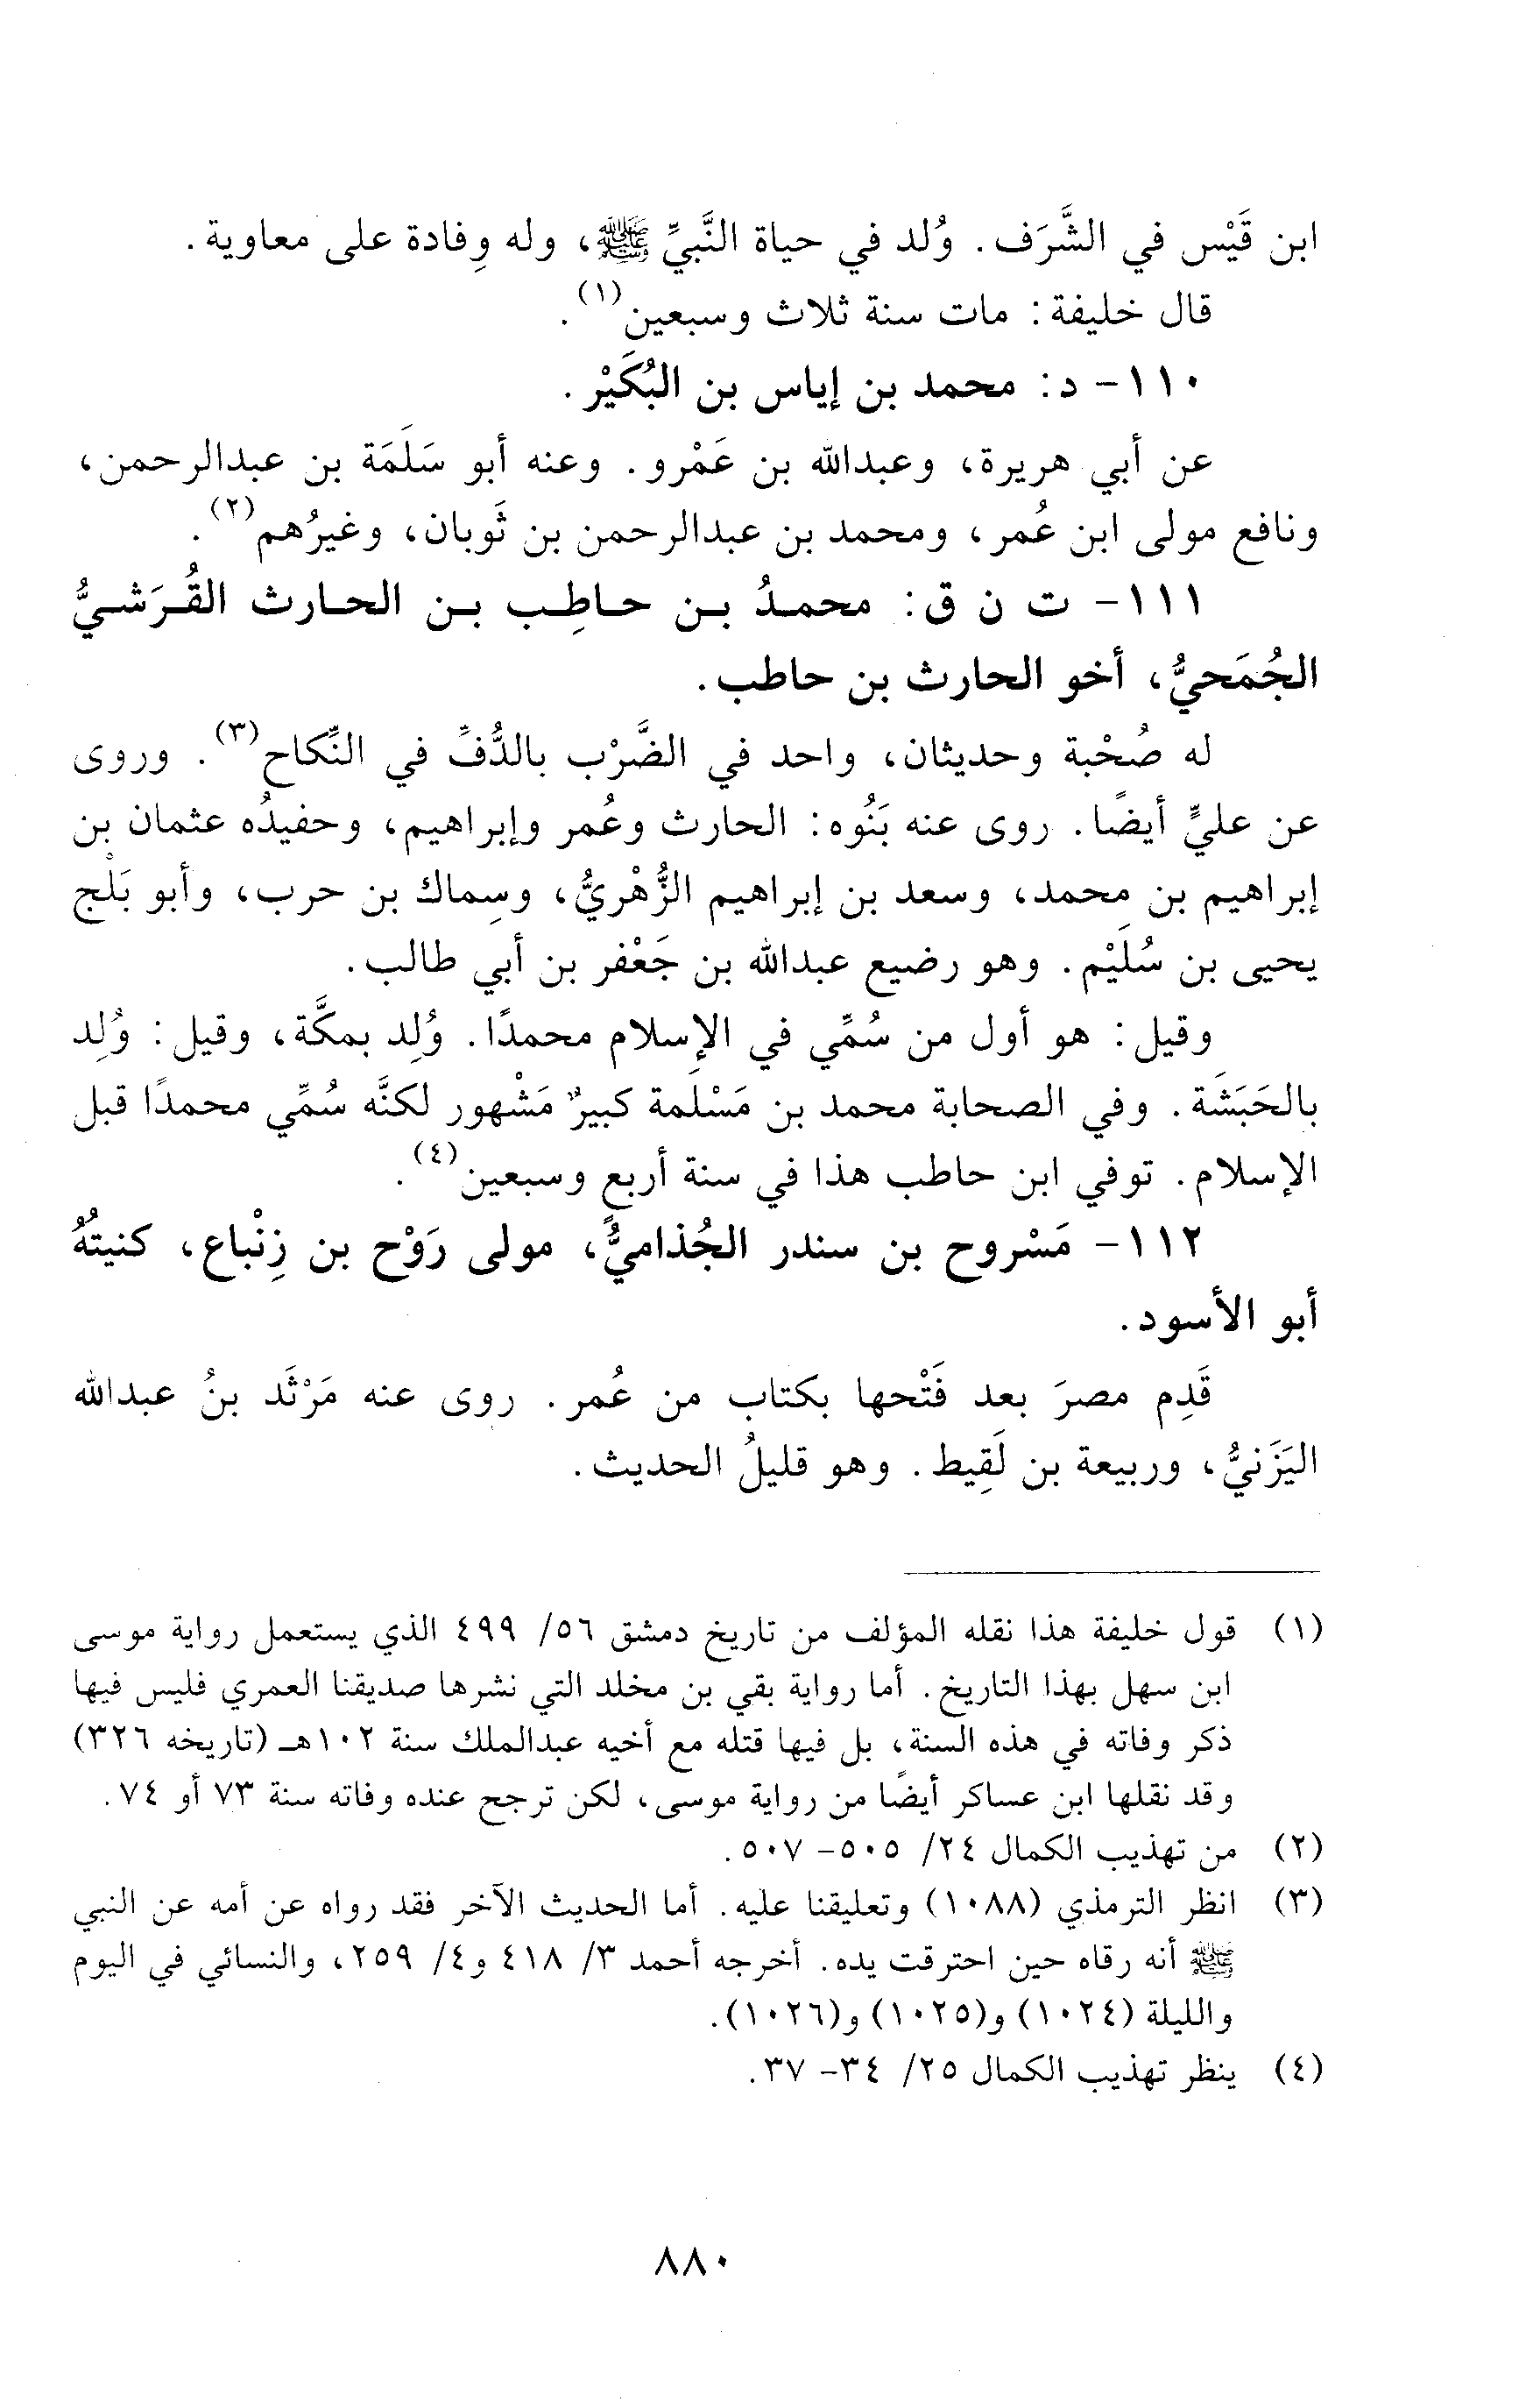 ابن قَيْس في الشَّرَف. وُلد في حياة النَّبيِّ ﷺ، وله وِفادة على معاوية.
قال خليفة: مات سنة ثلاث وسبعين(١).
١١٠- د: محمد بن إياس بن البُكَيْر.
عن أبي هريرة، وعبدالله بن عَمْرو. وعنه أبو سَلَمَة بن عبدالرحمن،
ونافع مولى ابن عُمر، ومحمد بن عبدالرحمن بن ثَوبان، وغيرُهم(٢).
١١١- ت ن ق: محمدُ بن حاطِب بن الحارث القُرَشيُّ
الجُمَحيُّ، أخو الحارث بن حاطب.
له صُحْبة وحديثان، واحد في الضَّرْب بالدُّفِّ في النِّكاح(٣). وروى
عن عليٍّ أيضًا. روى عنه بَنُوه: الحارث وعُمر وإبراهيم، وحفيدُه عثمان بن
إبراهيم بن محمد، وسعد بن إبراهيم الزُّهْريُّ، وسِماك بن حرب، وأبو بَلْج
يحيى بن سُلَيْم. وهو رضيع عبدالله بن جَعْفر بن أبي طالب.
وقيل: هو أول من سُمِّي في الإسلام محمدًا. وُلِد بمكَّة، وقيل: وُلِد
بالحَبَشَة. وفي الصحابة محمد بن مَسْلَمة كبيرٌ مَشْهور لكنَّه سُمِّي محمدًا قبل
الإسلام. توفي ابن حاطب هذا في سنة أربع وسبعين(٤).
١١٢- مَسْروح بن سندر الجُذاميُّ، مولى رَوْح بن زِنْباع، كنيتُهُ
أبو الأسود.
قَدِم مصرَ بعد فَتْحها بكتاب من عُمر. روى عنه مَرْثَد بنُ عبدالله
اليَزَنيُّ، وربيعة بن لَقِيط. وهو قليلُ الحديث.
(١) قول خليفة هذا نقله المؤلف من تاريخ دمشق ٥٦/ ٤٩٩ الذي يستعمل رواية موسى
ابن سهل بهذا التاريخ. أما رواية بقي بن مخلد التي نشرها صديقنا العمري فليس فيها
ذكر وفاته في هذه السنة، بل فيها قتله مع أخيه عبدالملك سنة ١٠٢هـ (تاريخه ٣٢٦)
وقد نقلها ابن عساكر أيضًا من رواية موسى، لكن ترجح عنده وفاته سنة ٧٣ أو ٧٤.
(٢) من تهذيب الكمال ٢٤/ ٥٠٥- ٥٠٧.
(٣) انظر الترمذي (١٠٨٨) وتعليقنا عليه. أما الحديث الآخر فقد رواه عن أمه عن النبي
ﷺ أنه رقاه حين احترقت يده. أخرجه أحمد ٣/ ٤١٨ و٤/ ٢٥٩، والنسائي في اليوم
والليلة (١٠٢٤) و(١٠٢٥) و(١٠٢٦).
(٤) ينظر تهذيب الكمال ٢٥/ ٣٤- ٣٧.
٨٨٠